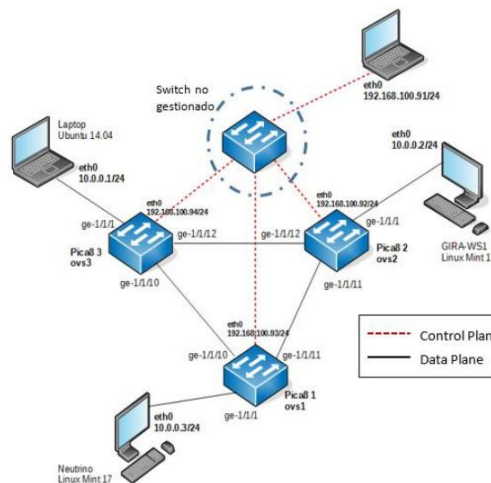 Switch no
gestionado
eth0
192.168.100.91/24
Laptop
Ubuntu 14.04
eth0
10.0.0.1/24
eth0
10.0.0.2/24
eth0
192.168.100.94/24
eth0
192.168.100.92/24
ge-1/1/1
ge-1/1/12
ge-1/1/12
ge-1/1/1
Pica8 3
ovs3
Pica8 2
ovs2
GIRA-WS1
Linux Mint 1
ge-1/1/10
ge-1/1/11
eth0
192.168.100.93/24
Control Plan
Data Plane
ge-1/1/10
ge-1/1/11
eth0
10.0.0.3/24
ge-1/1/1
Pica8 1
ovs1
Neutrino
Linux Mint 17